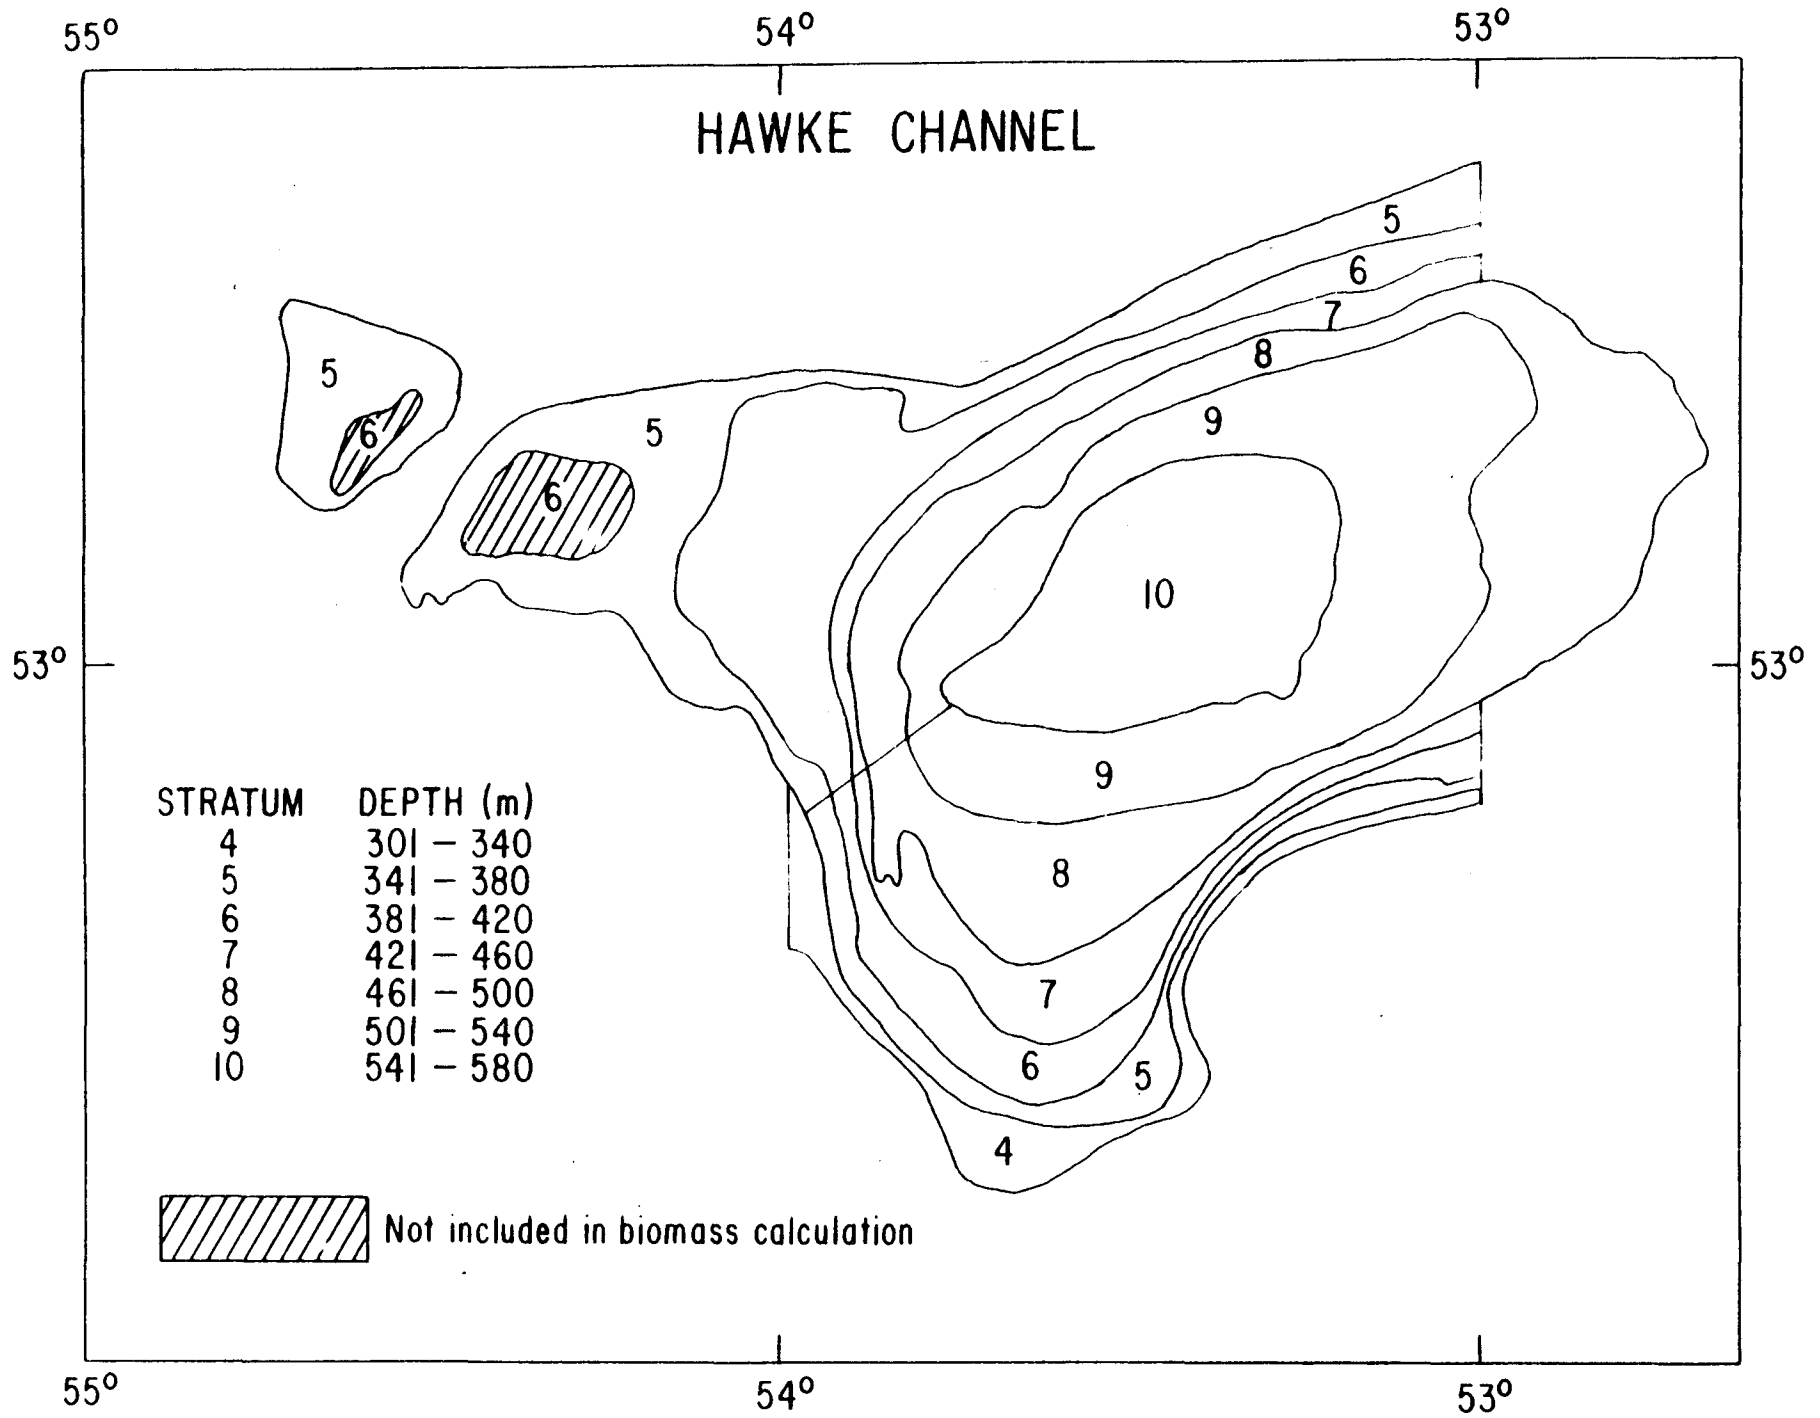 55° 54° 53°
HAWKE CHANNEL
5
6
7
8
5
9
5
6
6
10
53° 53°
9
STRATUM DEPTH (m)
4 301 – 340
5 341 – 380
6 381 – 420
7 421 – 460
8 461 – 500
9 501 – 540
10 541 – 580
8
7
6
5
4
Not included in biomass calculation
55° 54° 53°